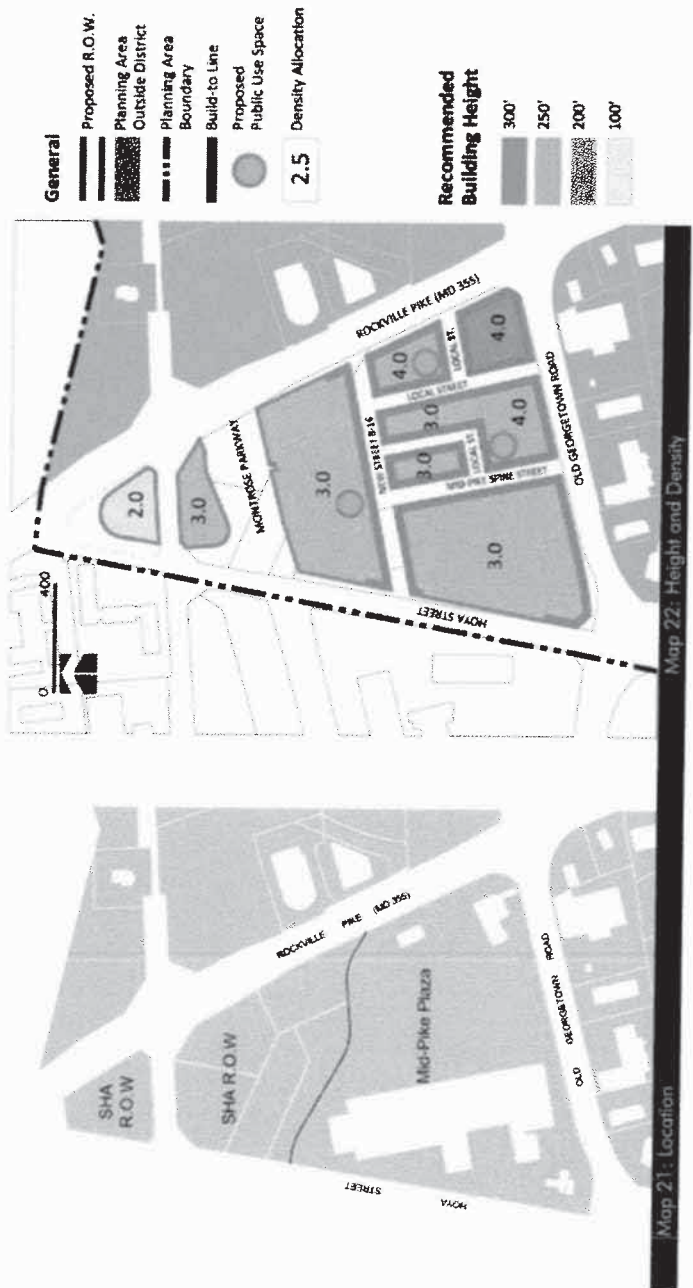 SHA
R.O.W
SHA R.O.W
ROCKVILLE PIKE (MD 355)
Mid-Pike Plaza
HOYA STREET
OLD GEORGETOWN ROAD
Map 21: Location
0 400
2.0
3.0
MONTROSE PARKWAY
3.0
ROCKVILLE PIKE (MD 355)
NEW STREET B-16
4.0
LOCAL ST.
4.0
LOCAL STREET
3.0
3.0
LOCAL ST
4.0
MID-PIKE SPINE STREET
3.0
HOYA STREET
OLD GEORGETOWN ROAD
Map 22: Height and Density
General
Proposed R.O.W.
Planning Area
Outside District
Planning Area
Boundary
Build-to Line
Proposed
Public Use Space
2.5 Density Allocation
Recommended
Building Height
300'
250'
200'
100'